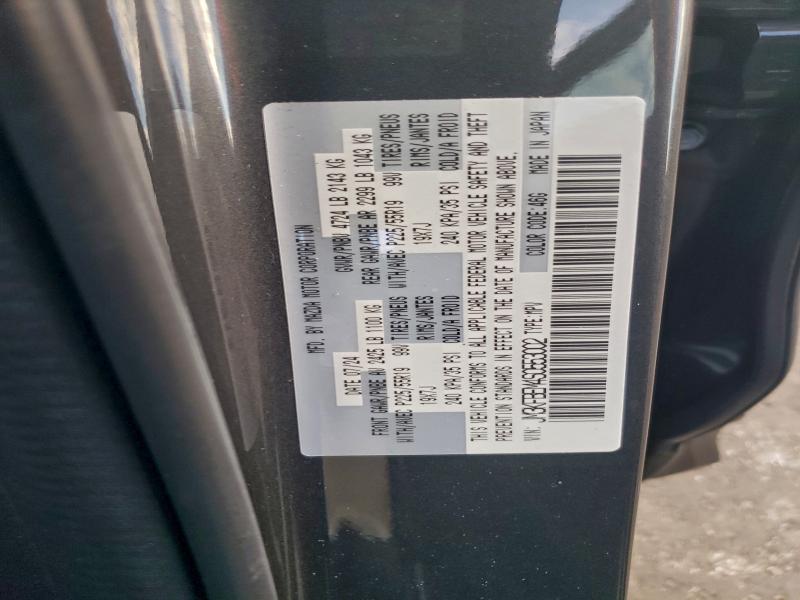 MFD. BY MAZDA MOTOR CORPORATION
DATE 07/24 GVWR/PNBV 4724 LB 2143 KG
FRONT GAWR/PNBE AV 2425 LB 1100 KG REAR GAWR/PNBE AR 2299 LB 1043 KG
WITH/AVEC P225/55R19 99V TIRES/PNEUS WITH/AVEC P225/55R19 99V TIRES/PNEUS
19X7J RIMS/JANTES 19X7J RIMS/JANTES
240 KPA/35 PSI COLD/A FROID 240 KPA/35 PSI COLD/A FROID
THIS VEHICLE CONFORMS TO ALL APPLICABLE FEDERAL MOTOR VEHICLE SAFETY AND THEFT
PREVENTION STANDARDS IN EFFECT ON THE DATE OF MANUFACTURE SHOWN ABOVE.
VIN: TYPE:MPV COLOR CODE:46G MADE IN JAPAN